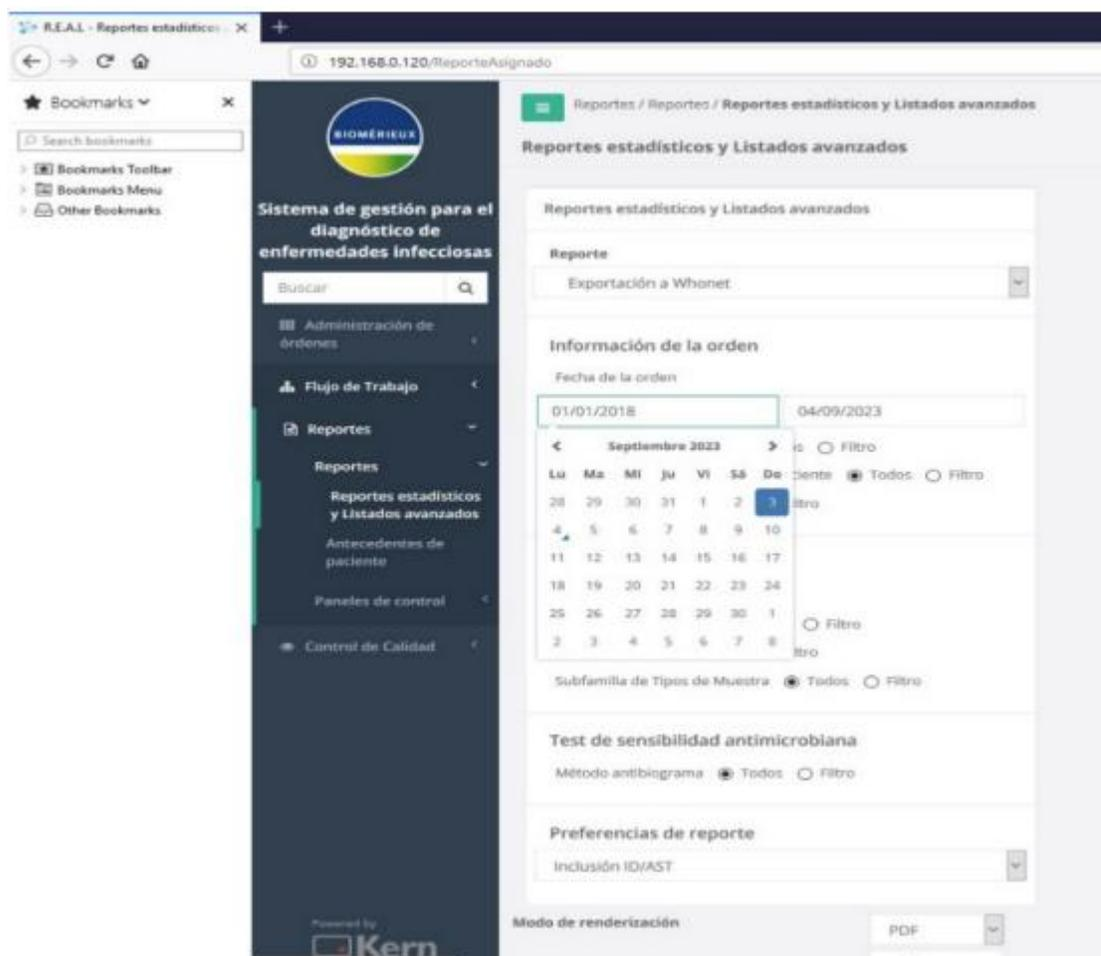 R.E.A.L - Reportes estadísticos
192.168.0.120/ReporteAsignado
Bookmarks
Search bookmarks
Bookmarks Toolbar
Bookmarks Menu
Other Bookmarks
BIOMÉRIEUX
Sistema de gestión para el
diagnóstico de
enfermedades infecciosas
Buscar
Administración de
órdenes
Flujo de Trabajo
Reportes
Reportes
Reportes estadísticos
y Listados avanzados
Antecedentes de
paciente
Paneles de control
Control de Calidad
Powered by
Kern
Reportes / Reportes / Reportes estadísticos y Listados avanzados
Reportes estadísticos y Listados avanzados
Reportes estadísticos y Listados avanzados
Reporte
Exportación a Whonet
Información de la orden
Fecha de la orden
01/01/2018 04/09/2023
Septiembre 2023
Filtro
Lu Ma Mi Ju Vi Sá Do
Todos Filtro
28 29 30 31 1 2 3
4 5 6 7 8 9 10
11 12 13 14 15 16 17
18 19 20 21 22 23 24
25 26 27 28 29 30 1
Filtro
2 3 4 5 6 7 8
Subfamilia de Tipos de Muestra Todos Filtro
Test de sensibilidad antimicrobiana
Método antibiograma Todos Filtro
Preferencias de reporte
Inclusión ID/AST
Modo de renderización
PDF